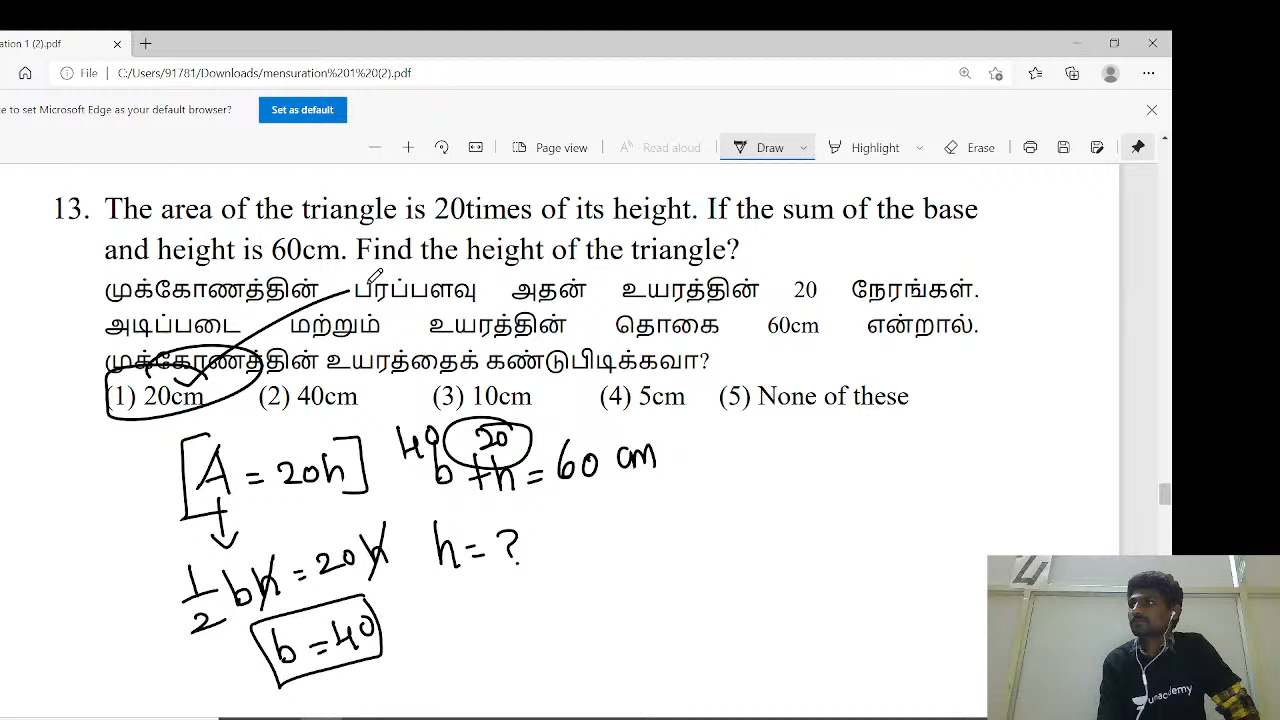 ation 1 (2).pdf
File C:/Users/91781/Downloads/mensuration%201%20(2).pdf
e to set Microsoft Edge as your default browser? Set as default
Page view Read aloud Draw Highlight Erase
13. The area of the triangle is 20times of its height. If the sum of the base
and height is 60cm. Find the height of the triangle?
முக்கோணத்தின் பரப்பளவு அதன் உயரத்தின் 20 நேரங்கள்.
அடிப்படை மற்றும் உயரத்தின் தொகை 60cm என்றால்.
முக்கோணத்தின் உயரத்தைக் கண்டுபிடிக்கவா?
(1) 20cm (2) 40cm (3) 10cm (4) 5cm (5) None of these
40 20
A = 20h b + h = 60 cm
1/2 bh = 20h h = ?
b = 40
unacademy